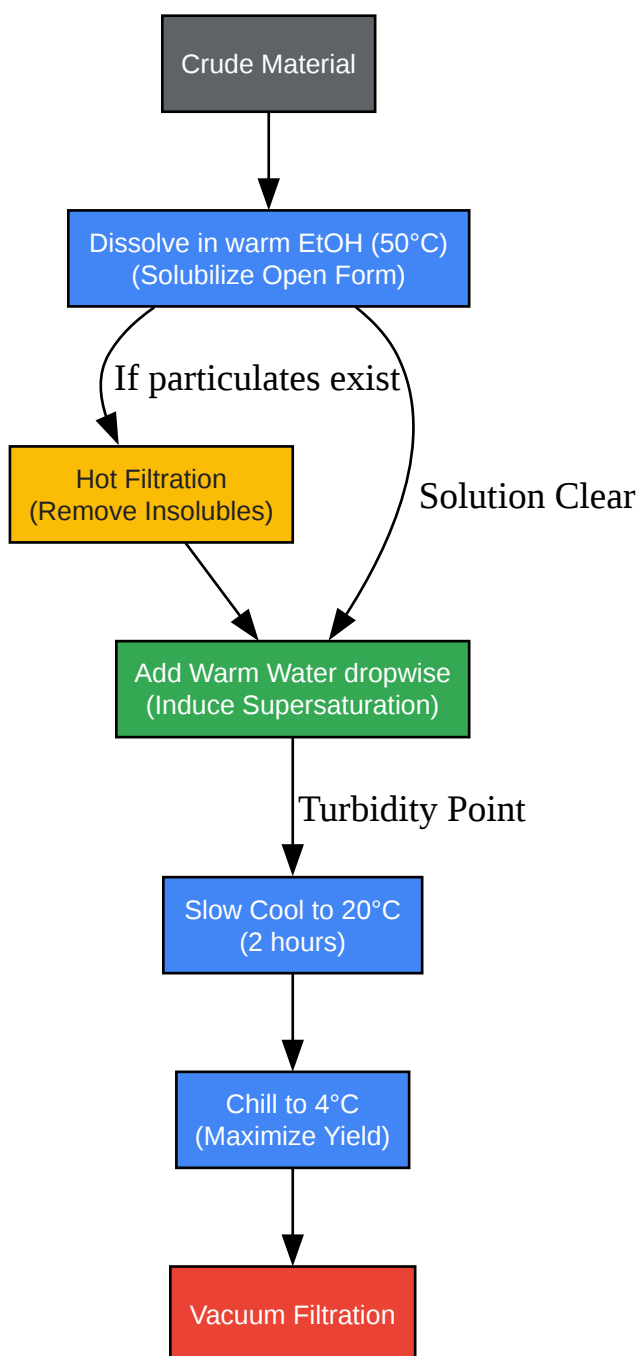 Crude Material
Dissolve in warm EtOH (50°C)
(Solubilize Open Form)
If particulates exist
Hot Filtration
(Remove Insolubles)
Solution Clear
Add Warm Water dropwise
(Induce Supersaturation)
Turbidity Point
Slow Cool to 20°C
(2 hours)
Chill to 4°C
(Maximize Yield)
Vacuum Filtration